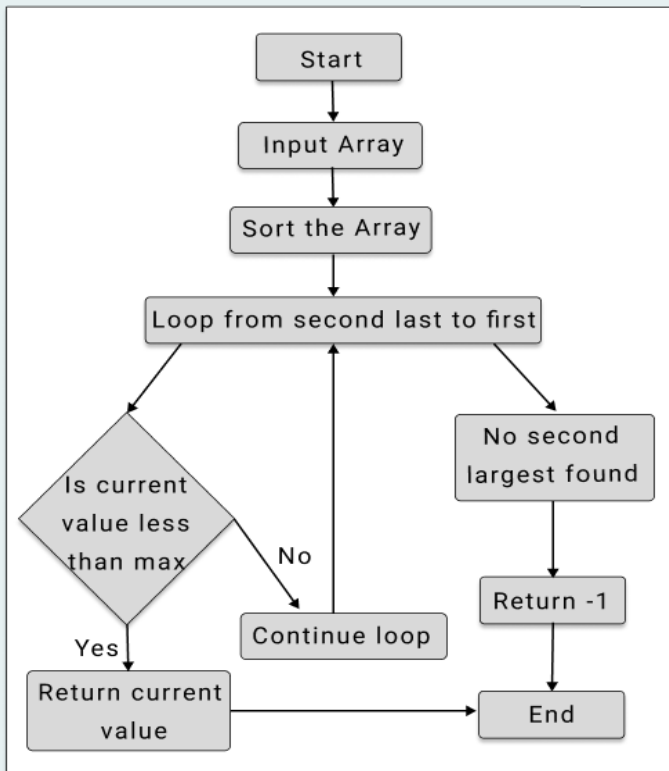 Start
Input Array
Sort the Array
Loop from second last to first
Is current
value less
than max
No second
largest found
No
Continue loop
Return -1
Yes
Return current
value
End